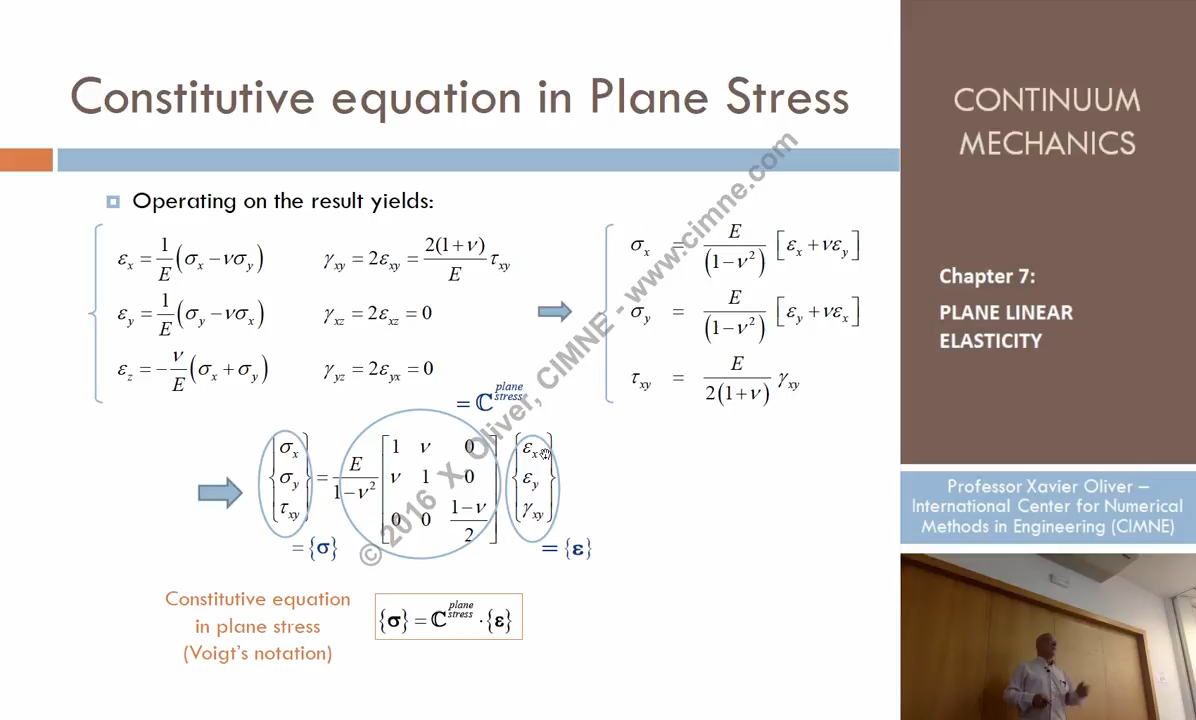 Constitutive equation in Plane Stress
Operating on the result yields:
ε_x = 1/E (σ_x − νσ_y)
γ_xy = 2ε_xy = 2(1+ν)/E τ_xy
ε_y = 1/E (σ_y − νσ_x)
γ_xz = 2ε_xz = 0
ε_z = − ν/E (σ_x + σ_y)
γ_yz = 2ε_yx = 0
σ_x = E/(1−ν²) [ε_x + νε_y]
σ_y = E/(1−ν²) [ε_y + νε_x]
τ_xy = E/2(1+ν) γ_xy
= ℂ^plane stress
{σ_x σ_y τ_xy} = E/1−ν² [1 ν 0 ν 1 0 0 0 1−ν/2] {ε_x ε_y γ_xy}
= {σ}
= {ε}
Constitutive equation
in plane stress
(Voigt's notation)
{σ} = ℂ^plane stress · {ε}
© 2016 X. Oliver, CIMNE - www.cimne.com
CONTINUUM
MECHANICS
Chapter 7:
PLANE LINEAR
ELASTICITY
Professor Xavier Oliver –
International Center for Numerical
Methods in Engineering (CIMNE)